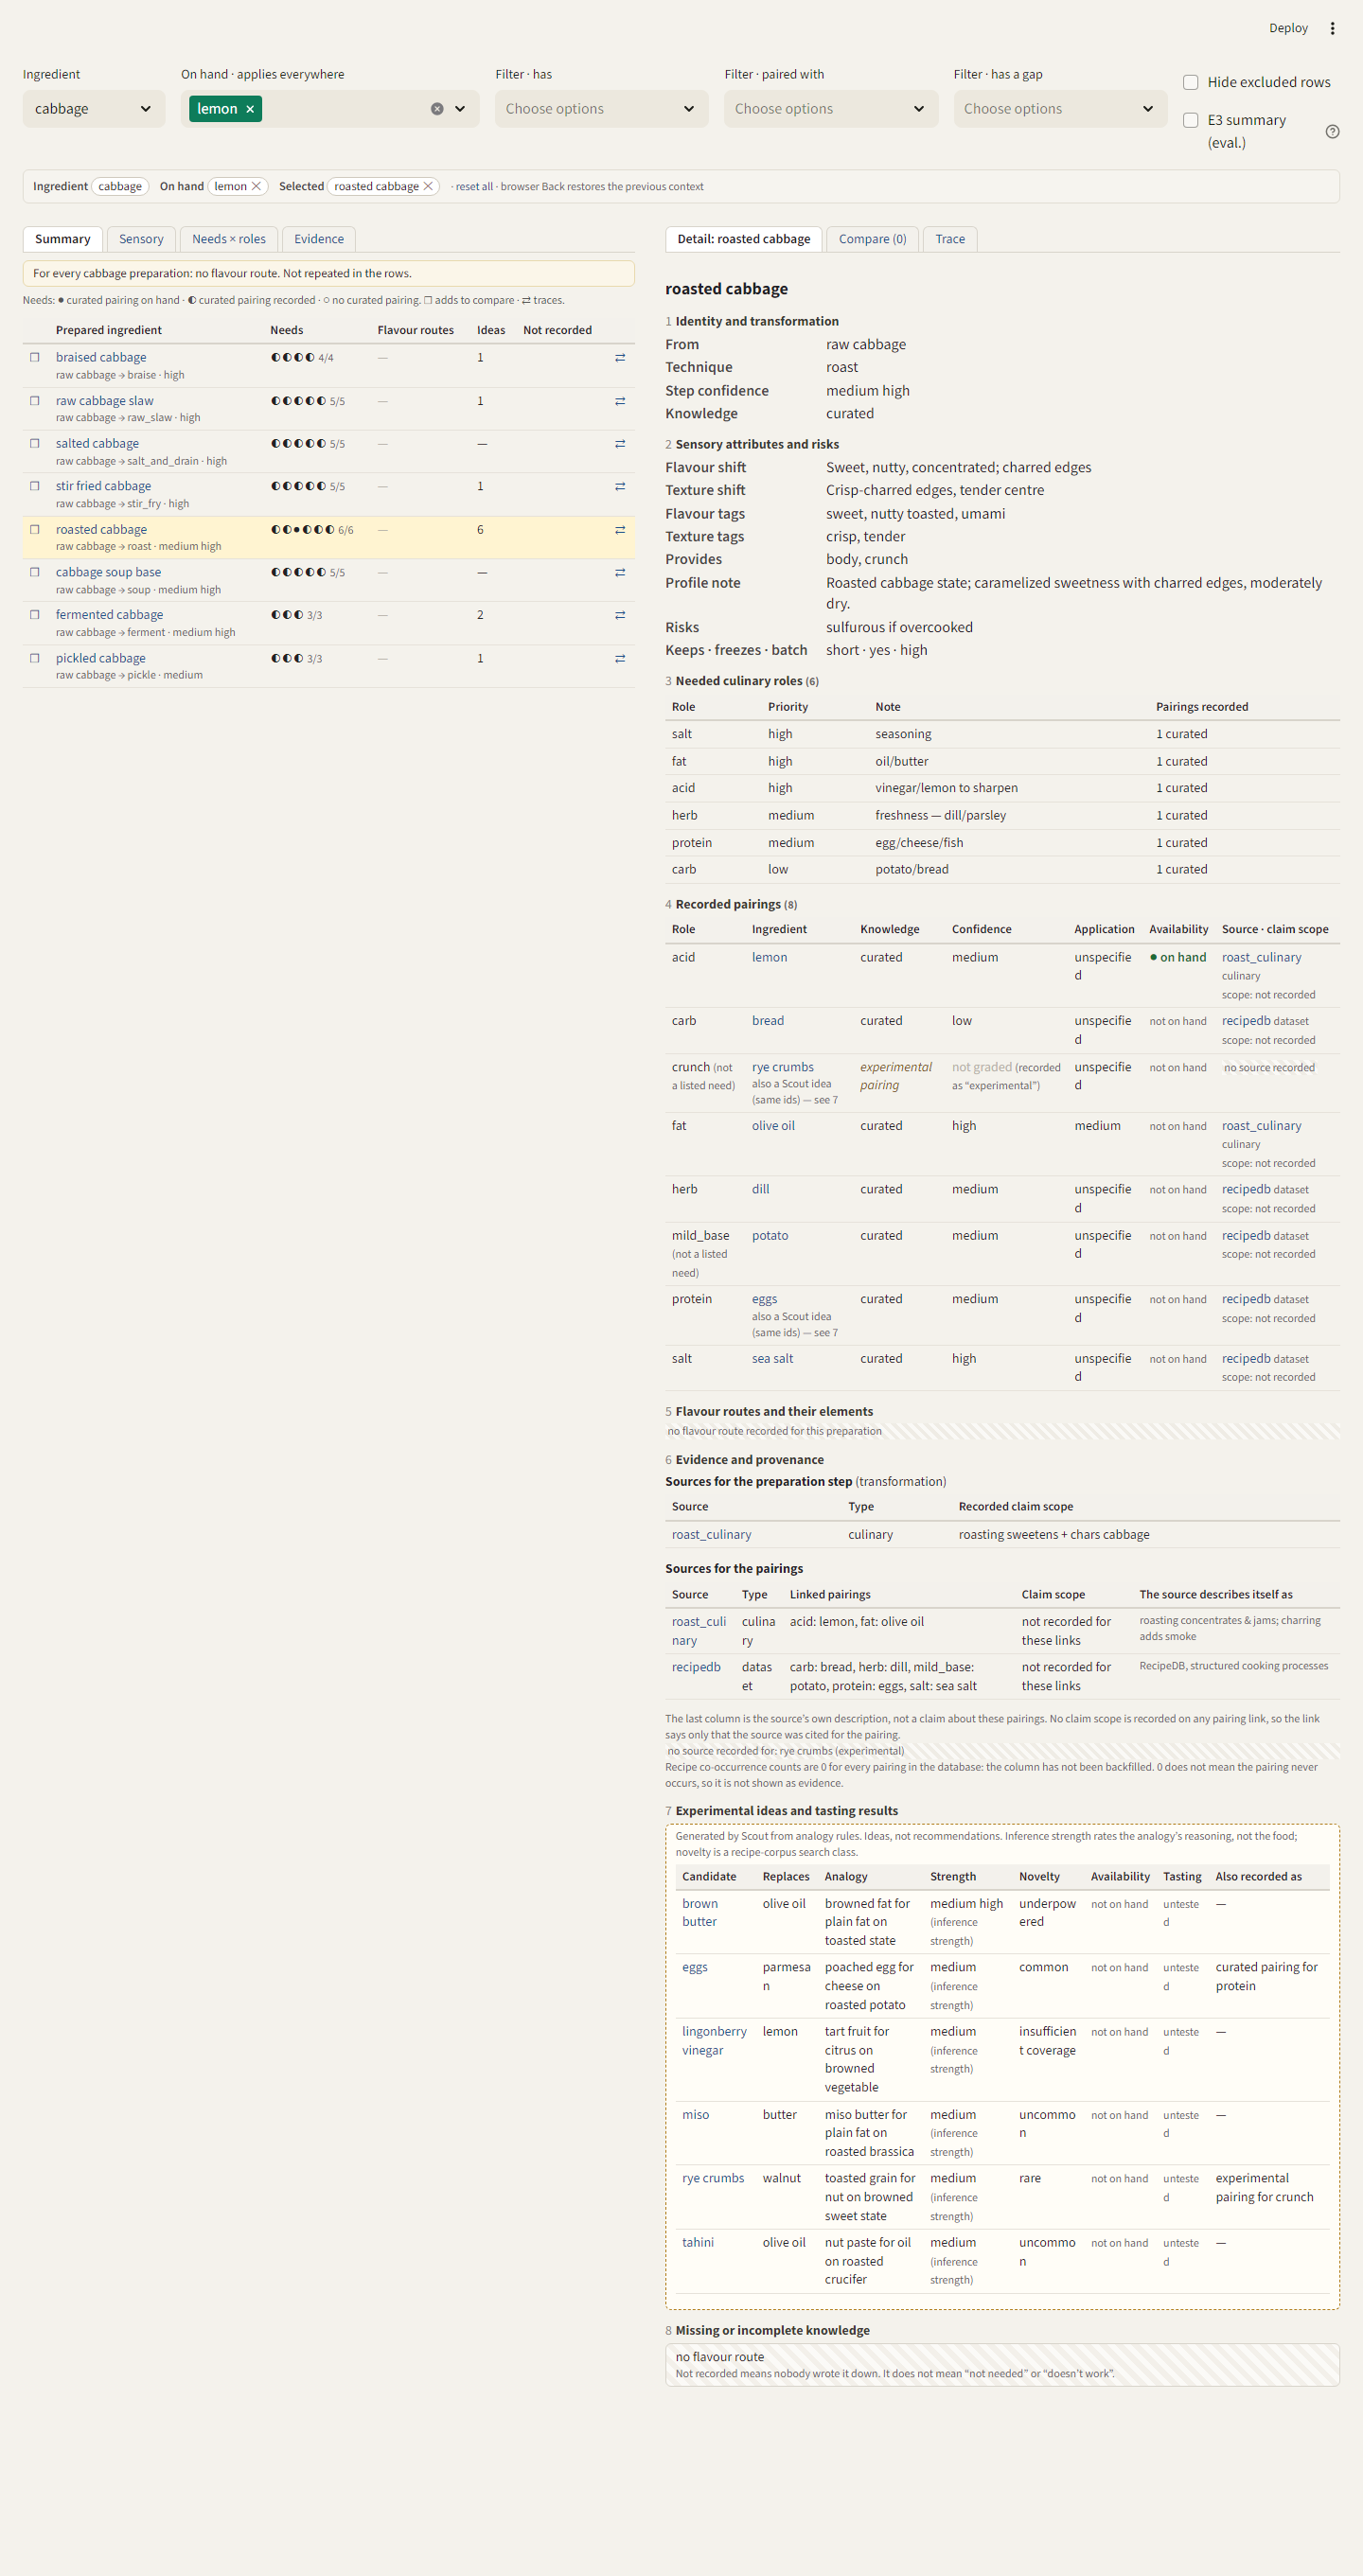 Deploy
Ingredient
On hand · applies everywhere
Filter · has
Filter · paired with
Filter · has a gap
Hide excluded rows
cabbage
lemon ×
Choose options
Choose options
Choose options
E3 summary
(eval.)
Ingredient cabbage On hand lemon × Selected roasted cabbage × · reset all · browser Back restores the previous context
Summary Sensory Needs × roles Evidence
For every cabbage preparation: no flavour route. Not repeated in the rows.
Needs: ● curated pairing on hand · ◐ curated pairing recorded · ○ no curated pairing. ☐ adds to compare · ⇄ traces.
Prepared ingredient Needs Flavour routes Ideas Not recorded
☐ braised cabbage ◐◐◐◐ 4/4 — 1 ⇄
raw cabbage → braise · high
☐ raw cabbage slaw ◐◐◐◐◐ 5/5 — 1 ⇄
raw cabbage → raw_slaw · high
☐ salted cabbage ◐◐◐◐◐ 5/5 — — ⇄
raw cabbage → salt_and_drain · high
☐ stir fried cabbage ◐◐◐◐◐ 5/5 — 1 ⇄
raw cabbage → stir_fry · high
☐ roasted cabbage ◐◐●◐◐◐ 6/6 — 6 ⇄
raw cabbage → roast · medium high
☐ cabbage soup base ◐◐◐◐◐ 5/5 — — ⇄
raw cabbage → soup · medium high
☐ fermented cabbage ◐◐◐ 3/3 — 2 ⇄
raw cabbage → ferment · medium high
☐ pickled cabbage ◐◐◐ 3/3 — 1 ⇄
raw cabbage → pickle · medium
Detail: roasted cabbage Compare (0) Trace
roasted cabbage
1 Identity and transformation
From raw cabbage
Technique roast
Step confidence medium high
Knowledge curated
2 Sensory attributes and risks
Flavour shift Sweet, nutty, concentrated; charred edges
Texture shift Crisp-charred edges, tender centre
Flavour tags sweet, nutty toasted, umami
Texture tags crisp, tender
Provides body, crunch
Profile note Roasted cabbage state; caramelized sweetness with charred edges, moderately
dry.
Risks sulfurous if overcooked
Keeps · freezes · batch short · yes · high
3 Needed culinary roles (6)
Role Priority Note Pairings recorded
salt high seasoning 1 curated
fat high oil/butter 1 curated
acid high vinegar/lemon to sharpen 1 curated
herb medium freshness — dill/parsley 1 curated
protein medium egg/cheese/fish 1 curated
carb low potato/bread 1 curated
4 Recorded pairings (8)
Role Ingredient Knowledge Confidence Application Availability Source · claim scope
acid lemon curated medium unspecifie ● on hand roast_culinary
d culinary
scope: not recorded
carb bread curated low unspecifie not on hand recipedb dataset
d scope: not recorded
crunch (not rye crumbs experimental not graded (recorded unspecifie not on hand no source recorded
a listed need) also a Scout idea pairing as “experimental”) d
(same ids) — see 7
fat olive oil curated high medium not on hand roast_culinary
culinary
scope: not recorded
herb dill curated medium unspecifie not on hand recipedb dataset
d scope: not recorded
mild_base potato curated medium unspecifie not on hand recipedb dataset
(not a listed d scope: not recorded
need)
protein eggs curated medium unspecifie not on hand recipedb dataset
also a Scout idea d scope: not recorded
(same ids) — see 7
salt sea salt curated high unspecifie not on hand recipedb dataset
d scope: not recorded
5 Flavour routes and their elements
no flavour route recorded for this preparation
6 Evidence and provenance
Sources for the preparation step (transformation)
Source Type Recorded claim scope
roast_culinary culinary roasting sweetens + chars cabbage
Sources for the pairings
Source Type Linked pairings Claim scope The source describes itself as
roast_culi culina acid: lemon, fat: olive oil not recorded for roasting concentrates & jams; charring
nary ry these links adds smoke
recipedb datas carb: bread, herb: dill, mild_base: not recorded for RecipeDB, structured cooking processes
et potato, protein: eggs, salt: sea salt these links
The last column is the source's own description, not a claim about these pairings. No claim scope is recorded on any pairing link, so the link
says only that the source was cited for the pairing.
no source recorded for: rye crumbs (experimental)
Recipe co-occurrence counts are 0 for every pairing in the database: the column has not been backfilled. 0 does not mean the pairing never
occurs, so it is not shown as evidence.
7 Experimental ideas and tasting results
Generated by Scout from analogy rules. Ideas, not recommendations. Inference strength rates the analogy's reasoning, not the food;
novelty is a recipe-corpus search class.
Candidate Replaces Analogy Strength Novelty Availability Tasting Also recorded as
brown olive oil browned fat for medium high underpow not on hand unteste —
butter plain fat on (inference ered d
toasted state strength)
eggs parmesa poached egg for medium common not on hand unteste curated pairing for
n cheese on (inference d protein
roasted potato strength)
lingonberry lemon tart fruit for medium insufficien not on hand unteste —
vinegar citrus on (inference t coverage d
browned strength)
vegetable
miso butter miso butter for medium uncommo not on hand unteste —
plain fat on (inference n d
roasted brassica strength)
rye crumbs walnut toasted grain for medium rare not on hand unteste experimental
nut on browned (inference d pairing for crunch
sweet state strength)
tahini olive oil nut paste for oil medium uncommo not on hand unteste —
on roasted (inference n d
crucifer strength)
8 Missing or incomplete knowledge
no flavour route
Not recorded means nobody wrote it down. It does not mean “not needed” or “doesn't work”.